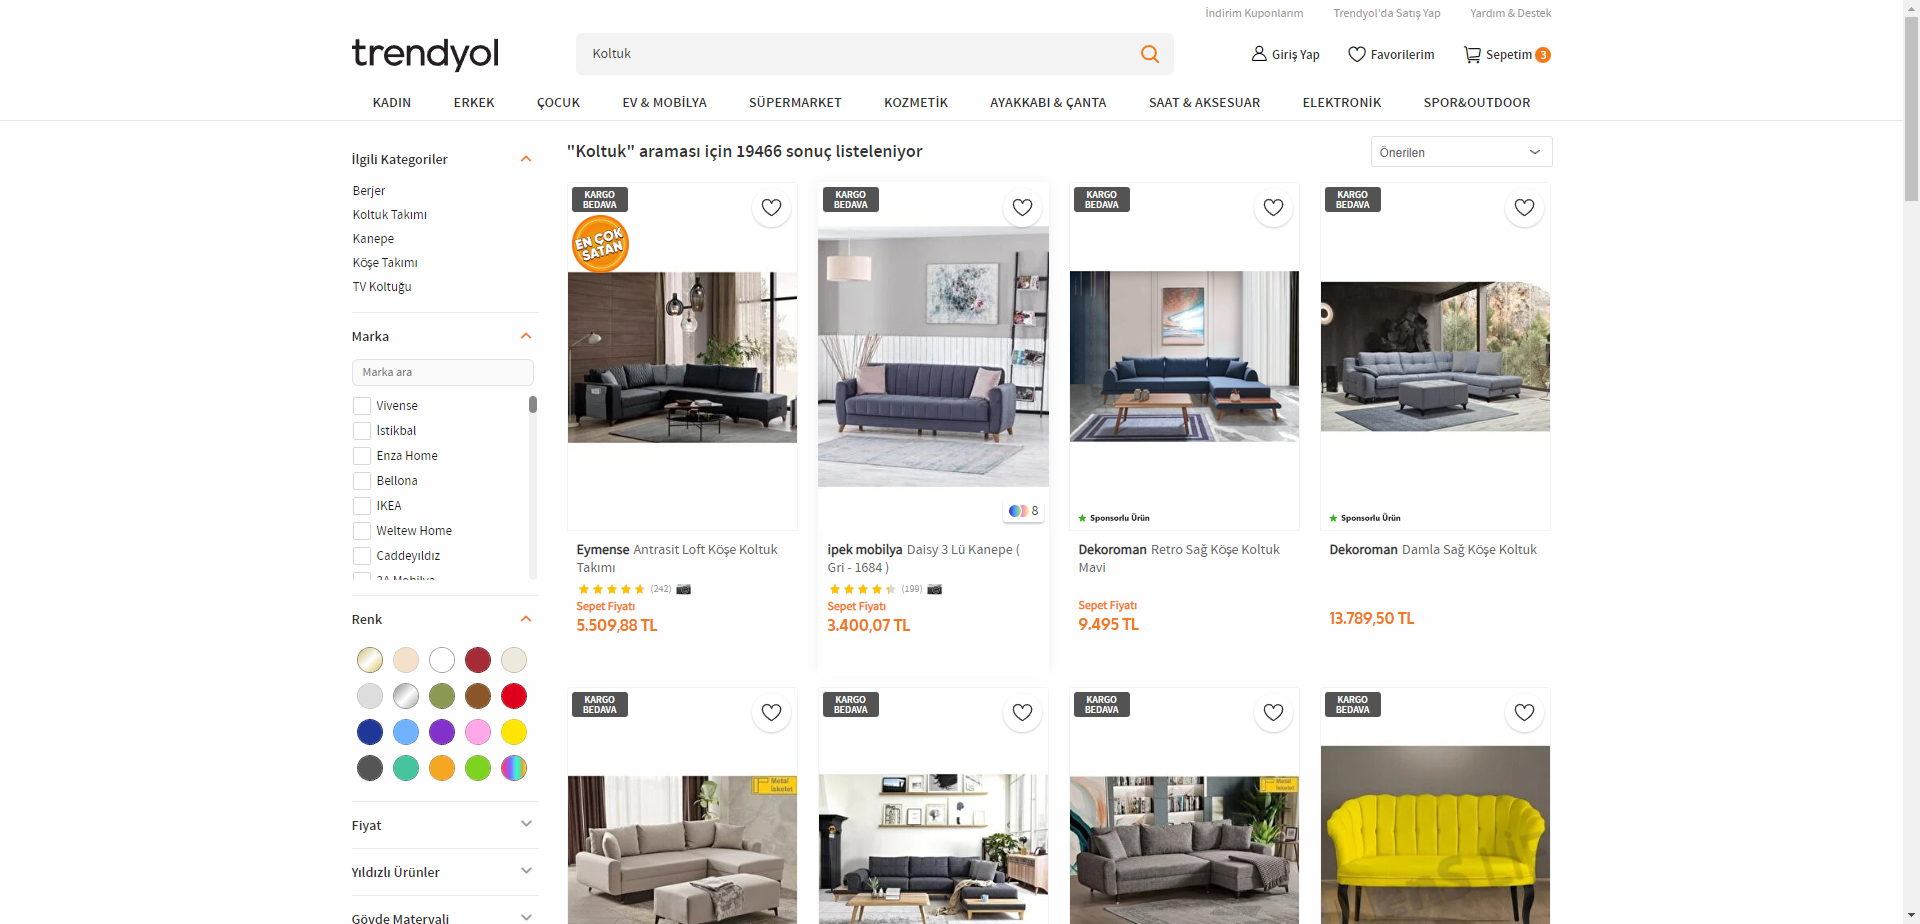 İndirim Kuponlarım
Trendyol'da Satış Yap
Yardım & Destek
trendyol
Koltuk
Giriş Yap
Favorilerim
Sepetim 3
KADIN
ERKEK
ÇOCUK
EV & MOBİLYA
SÜPERMARKET
KOZMETİK
AYAKKABI & ÇANTA
SAAT & AKSESUAR
ELEKTRONİK
SPOR&OUTDOOR
İlgili Kategoriler
Berjer
Koltuk Takımı
Kanepe
Köşe Takımı
TV Koltuğu
Marka
Marka ara
Vivense
İstikbal
Enza Home
Bellona
IKEA
Weltew Home
Caddeyıldız
Renk
Fiyat
Yıldızlı Ürünler
Gövde Materyali
"Koltuk" araması için 19466 sonuç listeleniyor
Önerilen
KARGO
BEDAVA
EN ÇOK
SATAN
Eymense Antrasit Loft Köşe Koltuk
Takımı
(242)
Sepet Fiyatı
5.509,88 TL
KARGO
BEDAVA
8
ipek mobilya Daisy 3 Lü Kanepe (
Gri - 1684 )
(199)
Sepet Fiyatı
3.400,07 TL
KARGO
BEDAVA
Sponsorlu Ürün
Dekoroman Retro Sağ Köşe Koltuk
Mavi
Sepet Fiyatı
9.495 TL
KARGO
BEDAVA
Sponsorlu Ürün
Dekoroman Damla Sağ Köşe Koltuk
13.789,50 TL
KARGO
BEDAVA
Metal
İskelet
KARGO
BEDAVA
KARGO
BEDAVA
Metal
İskelet
KARGO
BEDAVA